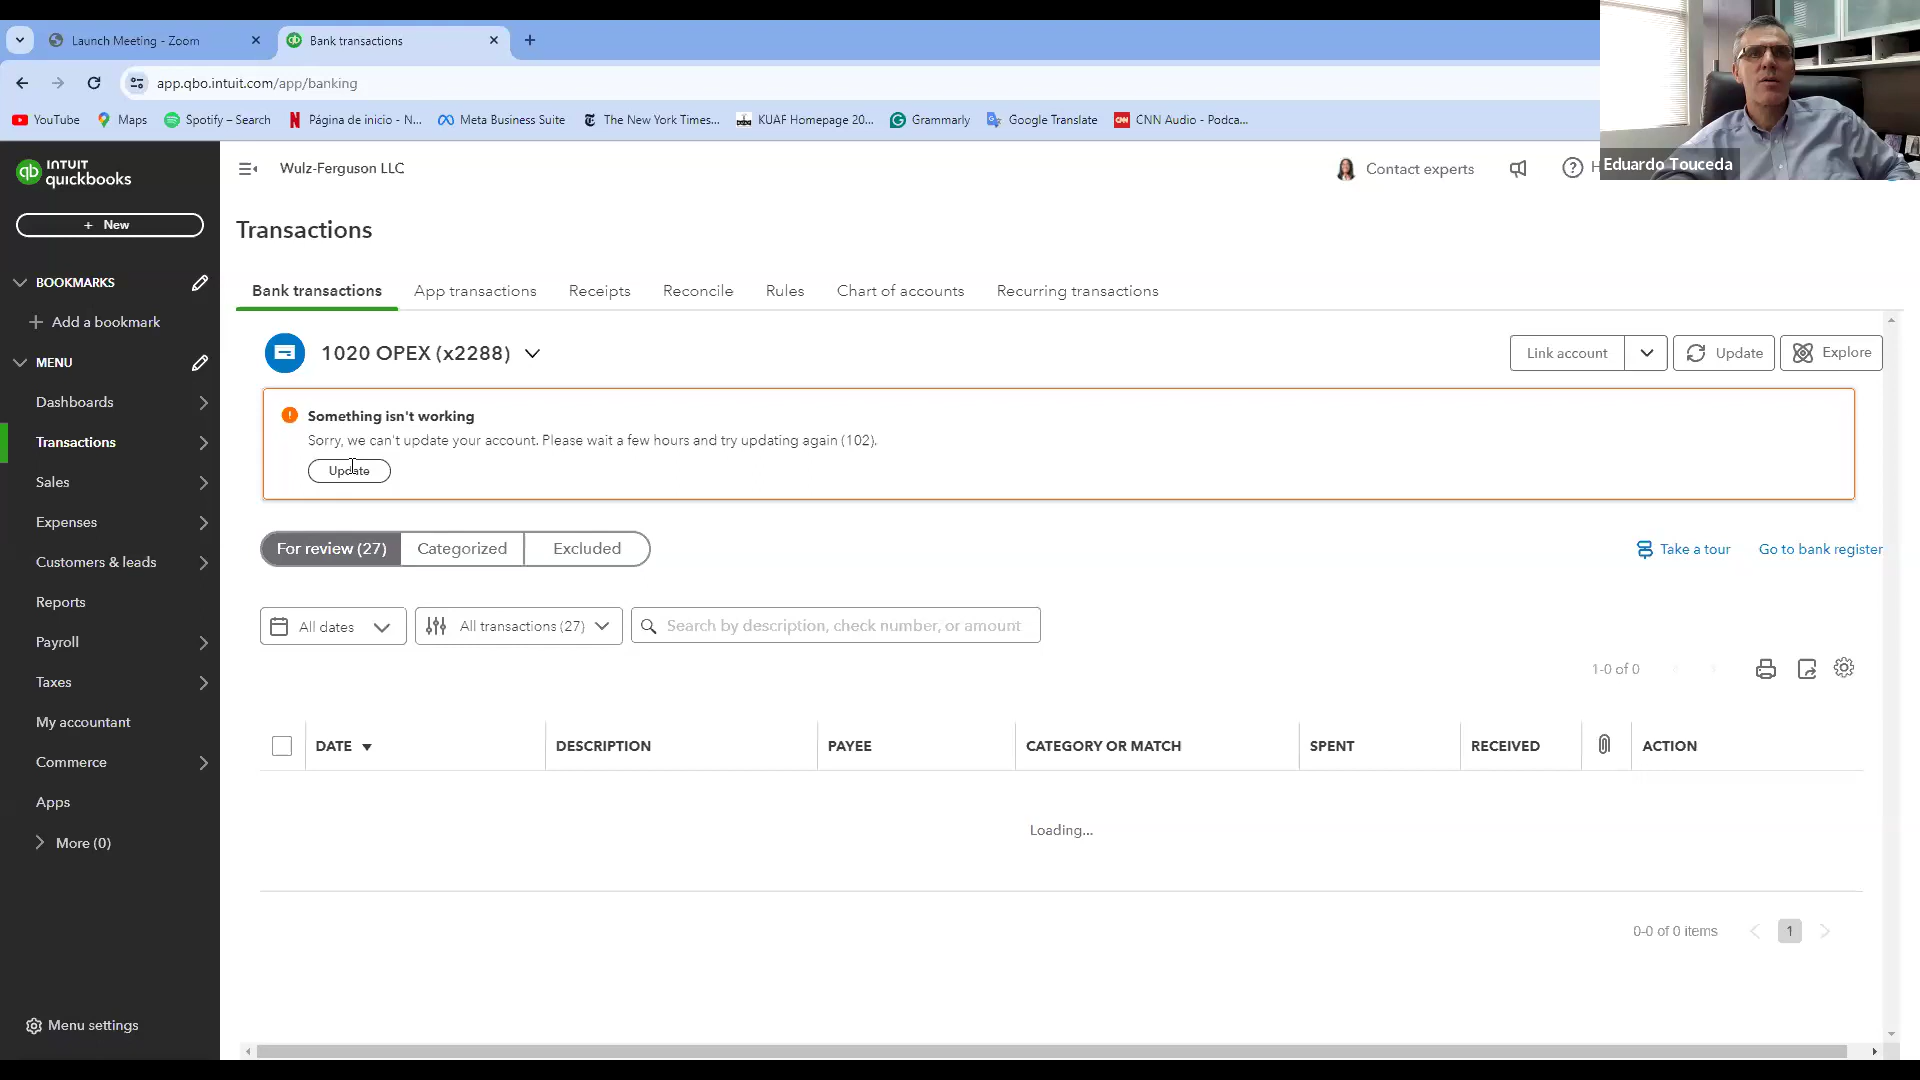 Launch Meeting - Zoom
Bank transactions
app.qbo.intuit.com/app/banking
YouTube
Maps
Spotify – Search
Página de inicio - N...
Meta Business Suite
The New York Times...
KUAF Homepage 20...
Grammarly
Google Translate
CNN Audio - Podca...
Eduardo Touceda
INTUIT
quickbooks
Wulz-Ferguson LLC
Contact experts
+ New
Transactions
BOOKMARKS
Add a bookmark
MENU
Dashboards
Transactions
Sales
Expenses
Customers & leads
Reports
Payroll
Taxes
My accountant
Commerce
Apps
More (0)
Menu settings
Bank transactions
App transactions
Receipts
Reconcile
Rules
Chart of accounts
Recurring transactions
1020 OPEX (x2288)
Link account
Update
Explore
Something isn't working
Sorry, we can't update your account. Please wait a few hours and try updating again (102).
Update
For review (27)
Categorized
Excluded
Take a tour
Go to bank register
All dates
All transactions (27)
Search by description, check number, or amount
1-0 of 0
DATE
DESCRIPTION
PAYEE
CATEGORY OR MATCH
SPENT
RECEIVED
ACTION
Loading...
0-0 of 0 items
1